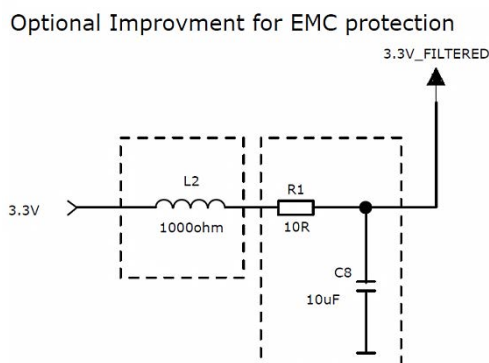 Optional Improvment for EMC protection
3.3V_FILTERED
L2
R1
3.3V
1000ohm
10R
C8
10uF